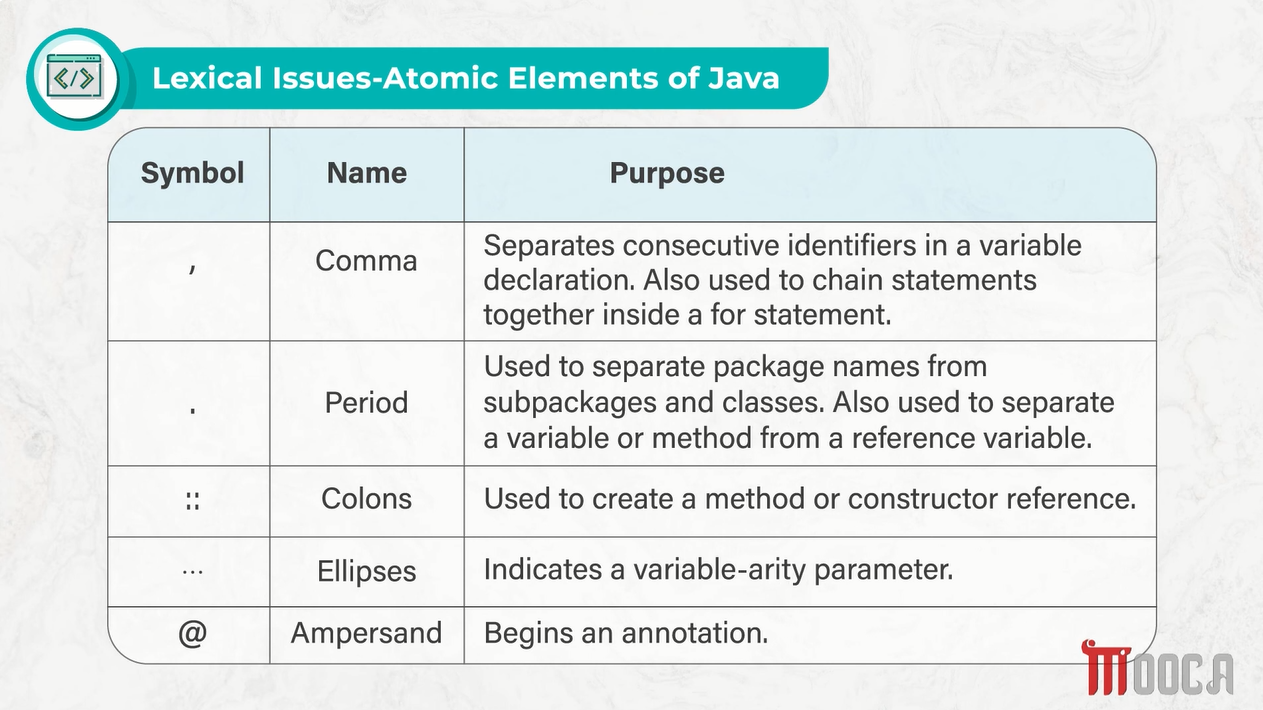 </>
Lexical Issues-Atomic Elements of Java
Symbol Name Purpose
, Comma Separates consecutive identifiers in a variable
declaration. Also used to chain statements
together inside a for statement.
. Period Used to separate package names from
subpackages and classes. Also used to separate
a variable or method from a reference variable.
:: Colons Used to create a method or constructor reference.
... Ellipses Indicates a variable-arity parameter.
@ Ampersand Begins an annotation.
MOOCA